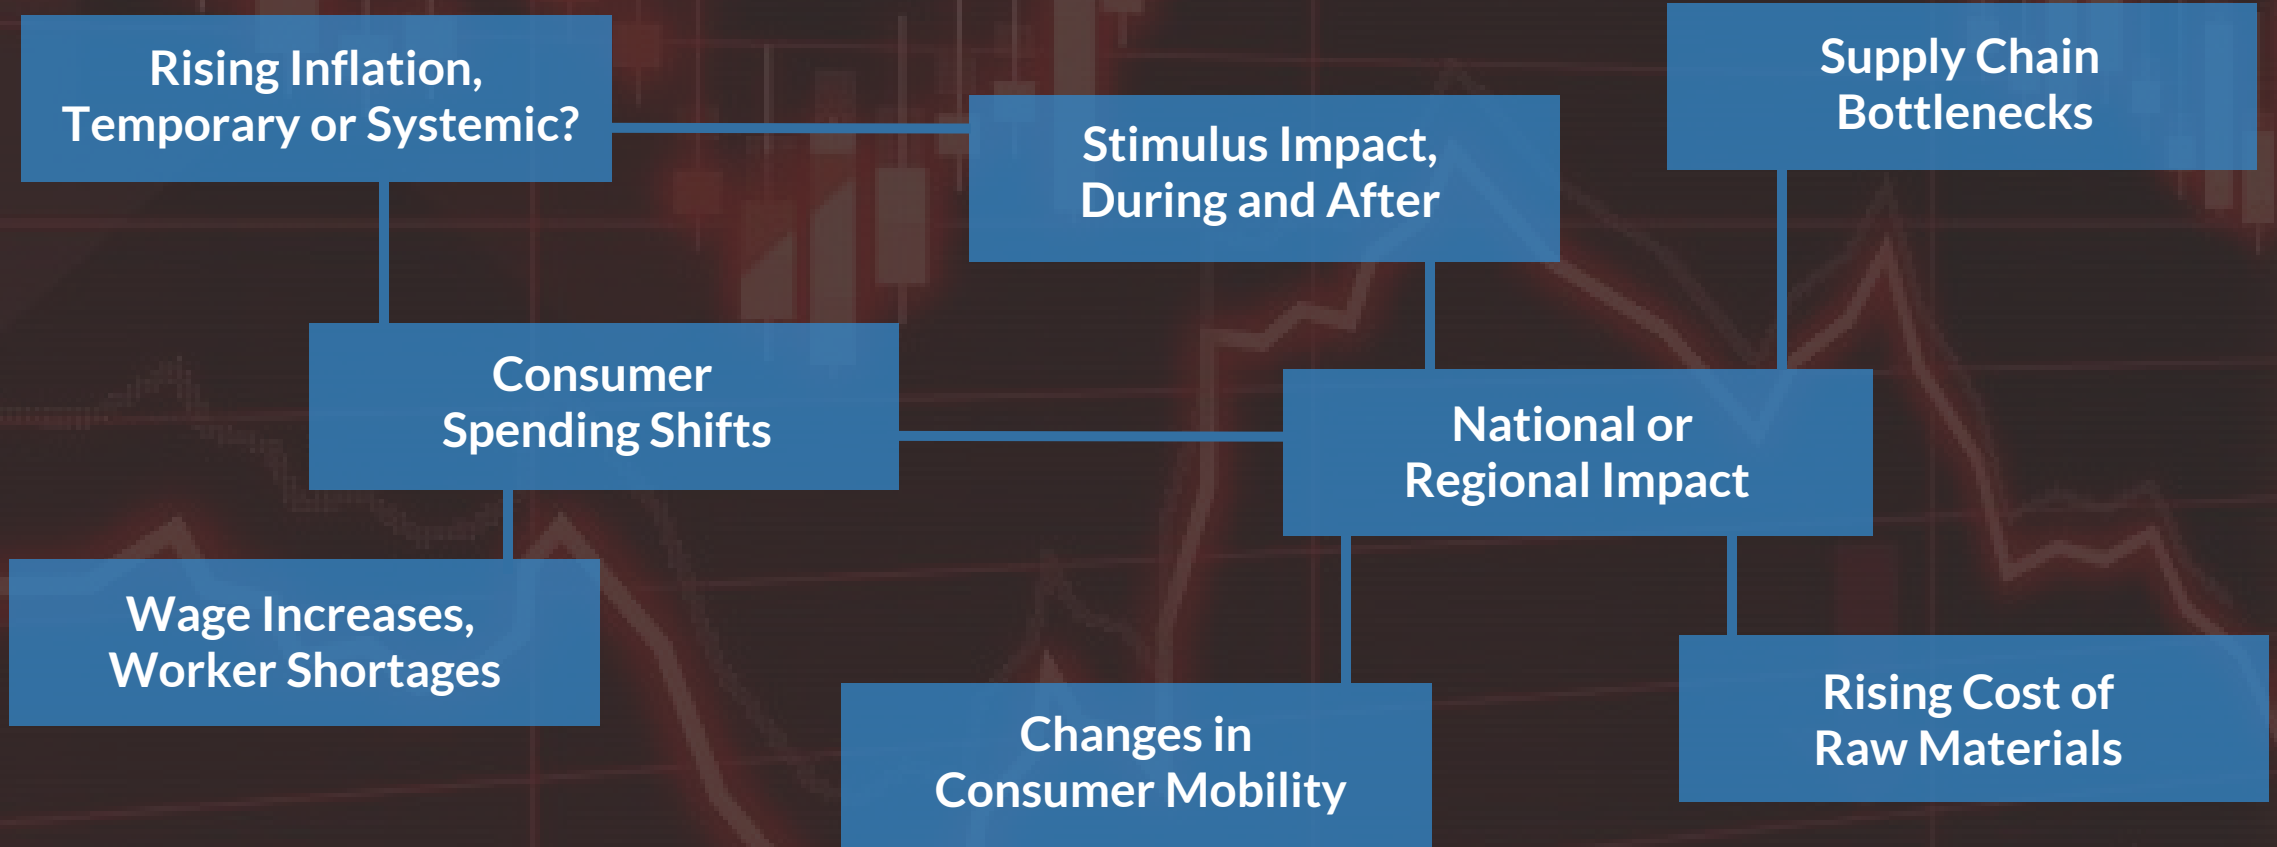 Rising Inflation,
Temporary or Systemic?
Stimulus Impact,
During and After
Supply Chain
Bottlenecks
Consumer
Spending Shifts
National or
Regional Impact
Wage Increases,
Worker Shortages
Changes in
Consumer Mobility
Rising Cost of
Raw Materials